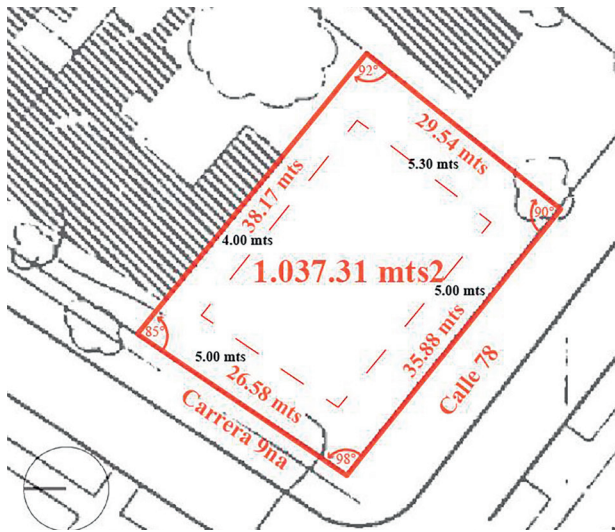 92°
29.54 mts
5.30 mts
90°
38.17 mts
4.00 mts
1.037.31 mts2
5.00 mts
85°
5.00 mts
26.58 mts
35.88 mts
Calle 78
Carrera 9na
98°